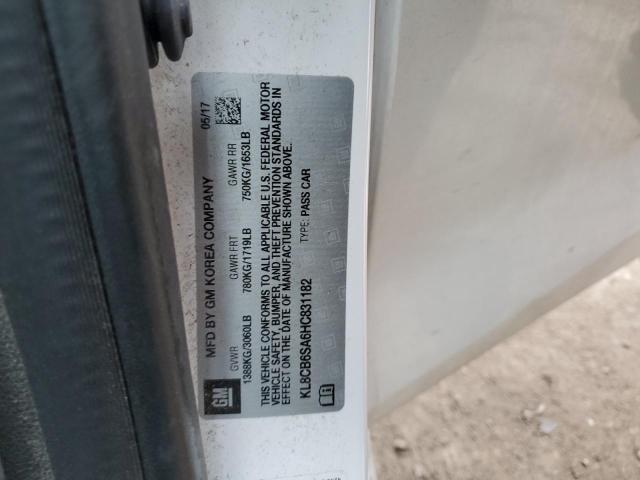 GM
MFD BY GM KOREA COMPANY
05/17
GVWR GAWR FRT GAWR RR
1388KG/3060LB 780KG/1719LB 750KG/1653LB
THIS VEHICLE CONFORMS TO ALL APPLICABLE U.S. FEDERAL MOTOR
VEHICLE SAFETY, BUMPER, AND THEFT PREVENTION STANDARDS IN
EFFECT ON THE DATE OF MANUFACTURE SHOWN ABOVE.
TYPE: PASS CAR
KL8CB6SA6HC831182